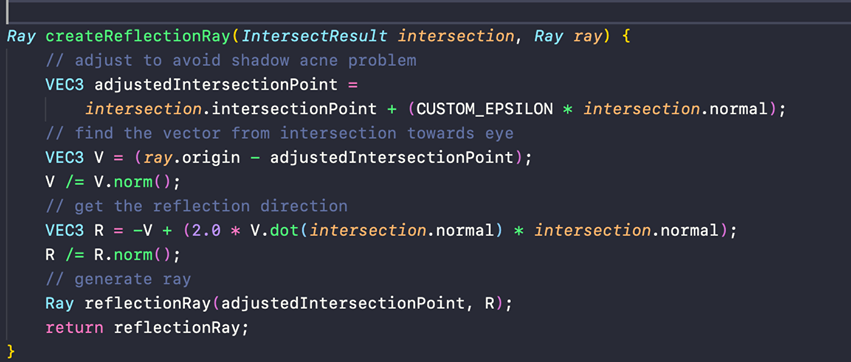 Ray createReflectionRay(IntersectResult intersection, Ray ray) {
    // adjust to avoid shadow acne problem
    VEC3 adjustedIntersectionPoint =
        intersection.intersectionPoint + (CUSTOM_EPSILON * intersection.normal);
    // find the vector from intersection towards eye
    VEC3 V = (ray.origin - adjustedIntersectionPoint);
    V /= V.norm();
    // get the reflection direction
    VEC3 R = -V + (2.0 * V.dot(intersection.normal) * intersection.normal);
    R /= R.norm();
    // generate ray
    Ray reflectionRay(adjustedIntersectionPoint, R);
    return reflectionRay;
}